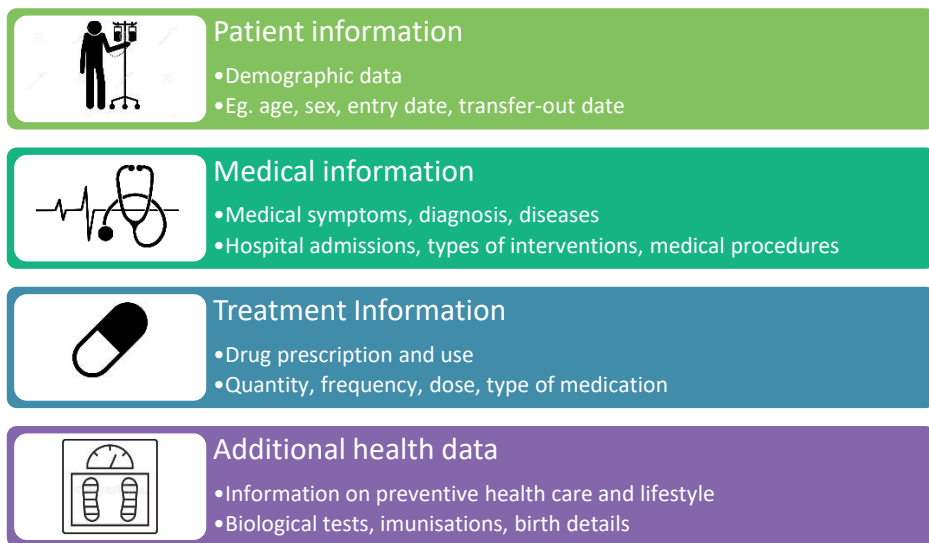 Patient information
•Demographic data
•Eg. age, sex, entry date, transfer-out date
Medical information
•Medical symptoms, diagnosis, diseases
•Hospital admissions, types of interventions, medical procedures
Treatment Information
•Drug prescription and use
•Quantity, frequency, dose, type of medication
Additional health data
•Information on preventive health care and lifestyle
•Biological tests, imunisations, birth details